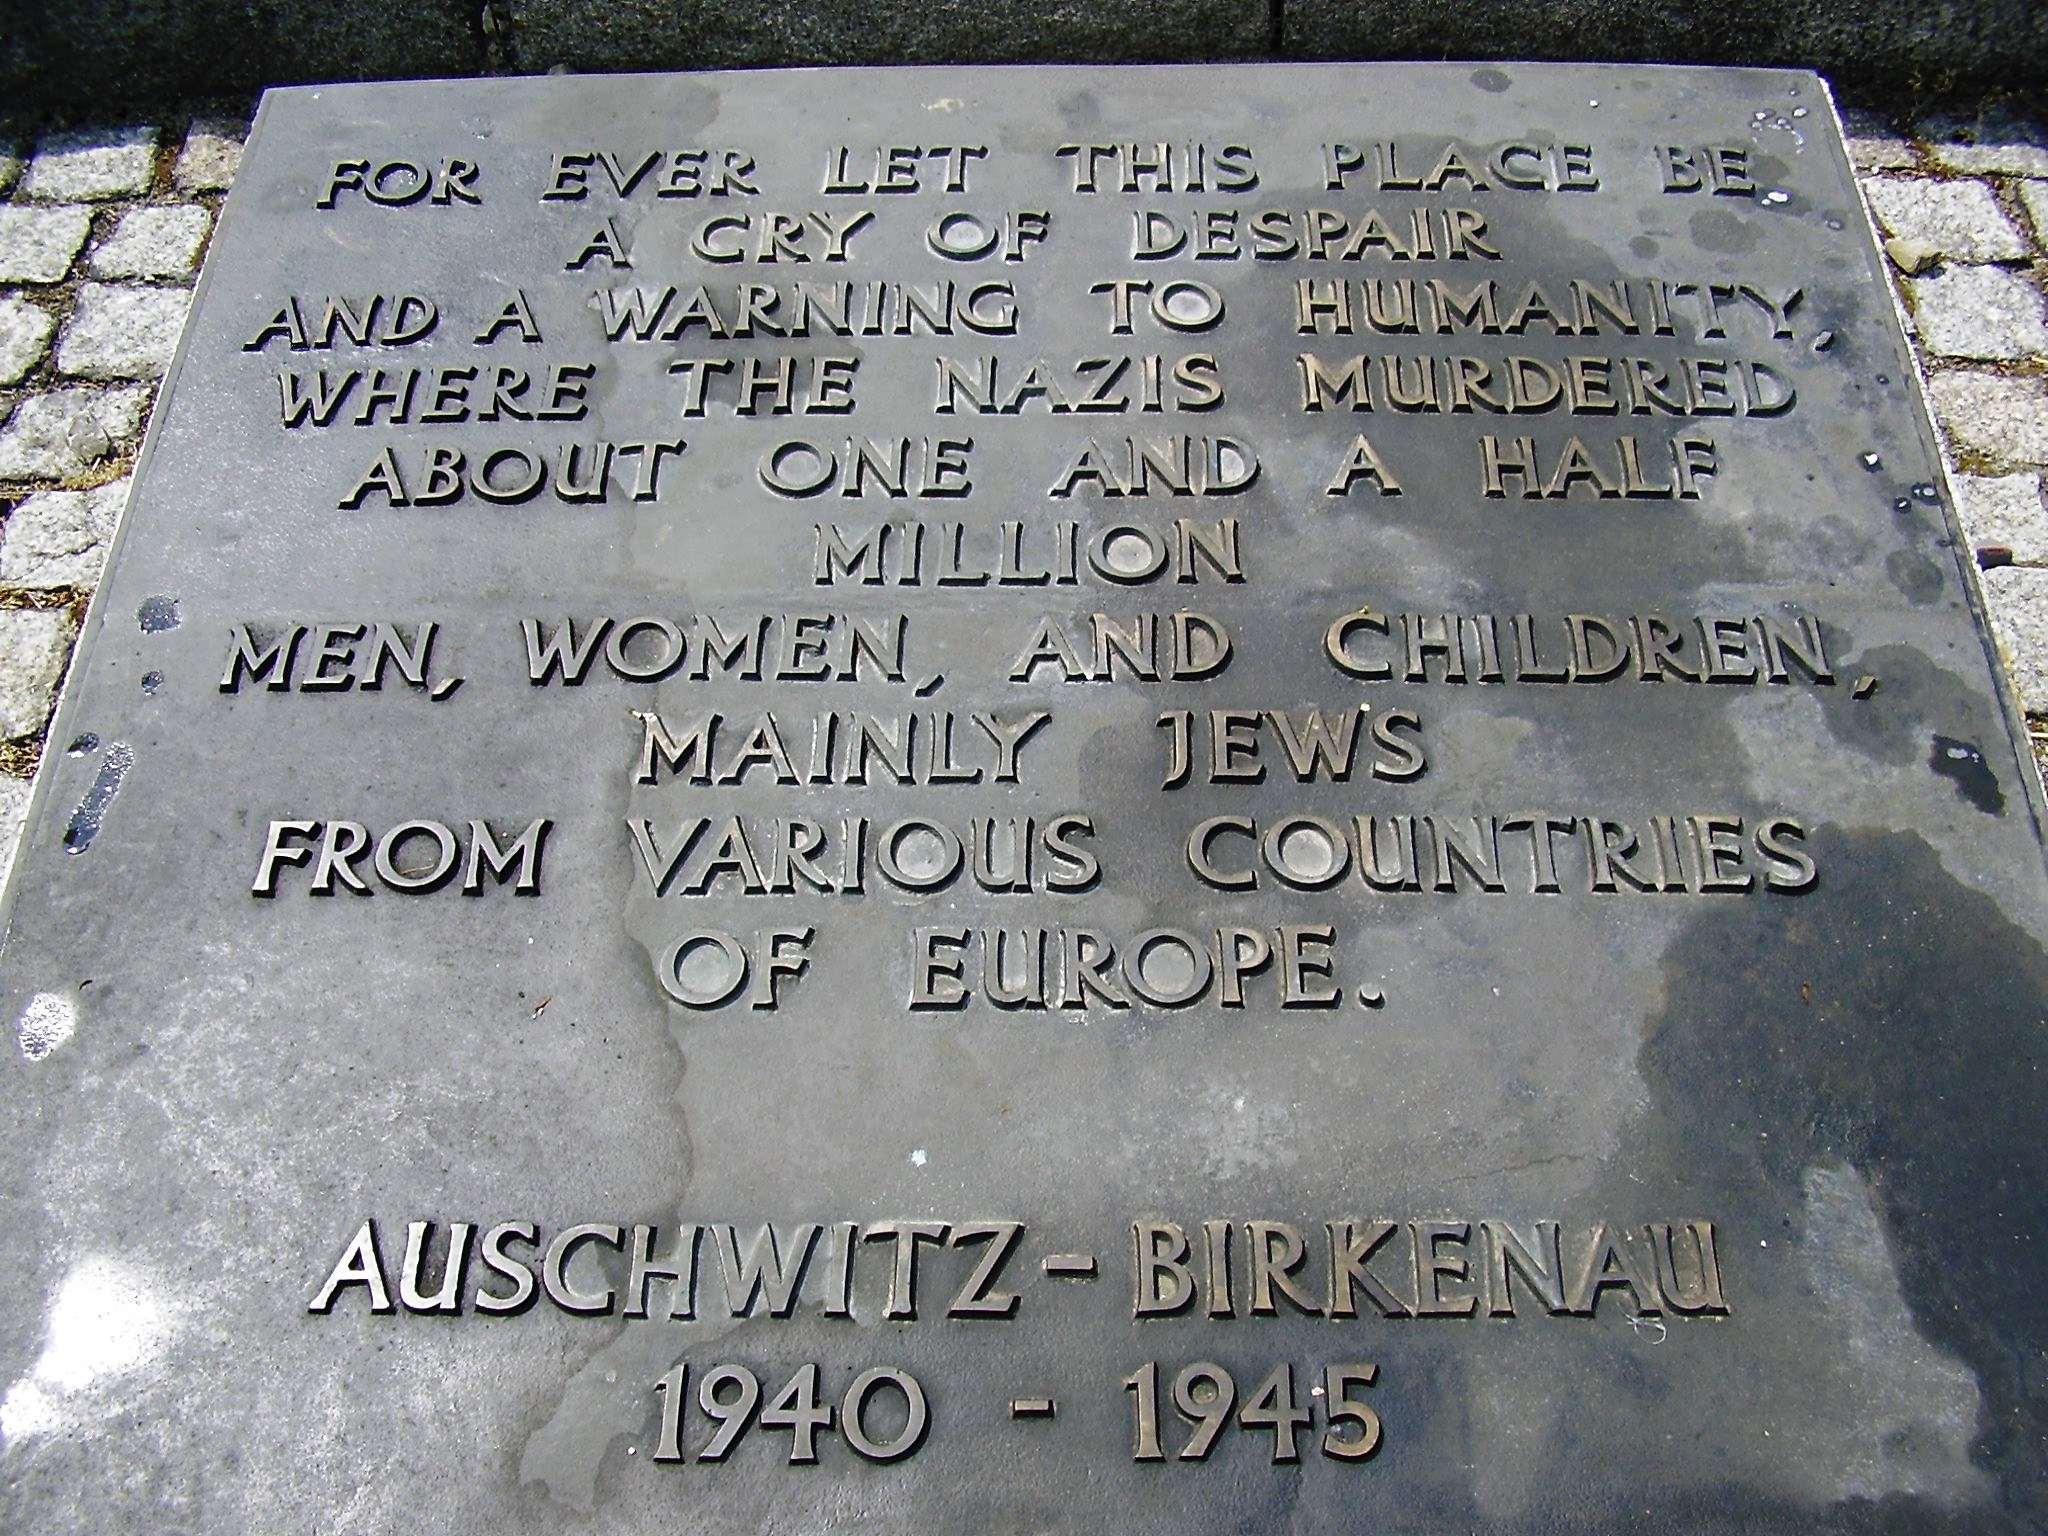 FOR EVER LET THIS PLACE BE
A CRY OF DESPAIR
AND A WARNING TO HUMANITY,
WHERE THE NAZIS MURDERED
ABOUT ONE AND A HALF
MILLION
MEN, WOMEN, AND CHILDREN,
MAINLY JEWS
FROM VARIOUS COUNTRIES
OF EUROPE.
AUSCHWITZ-BIRKENAU
1940 - 1945